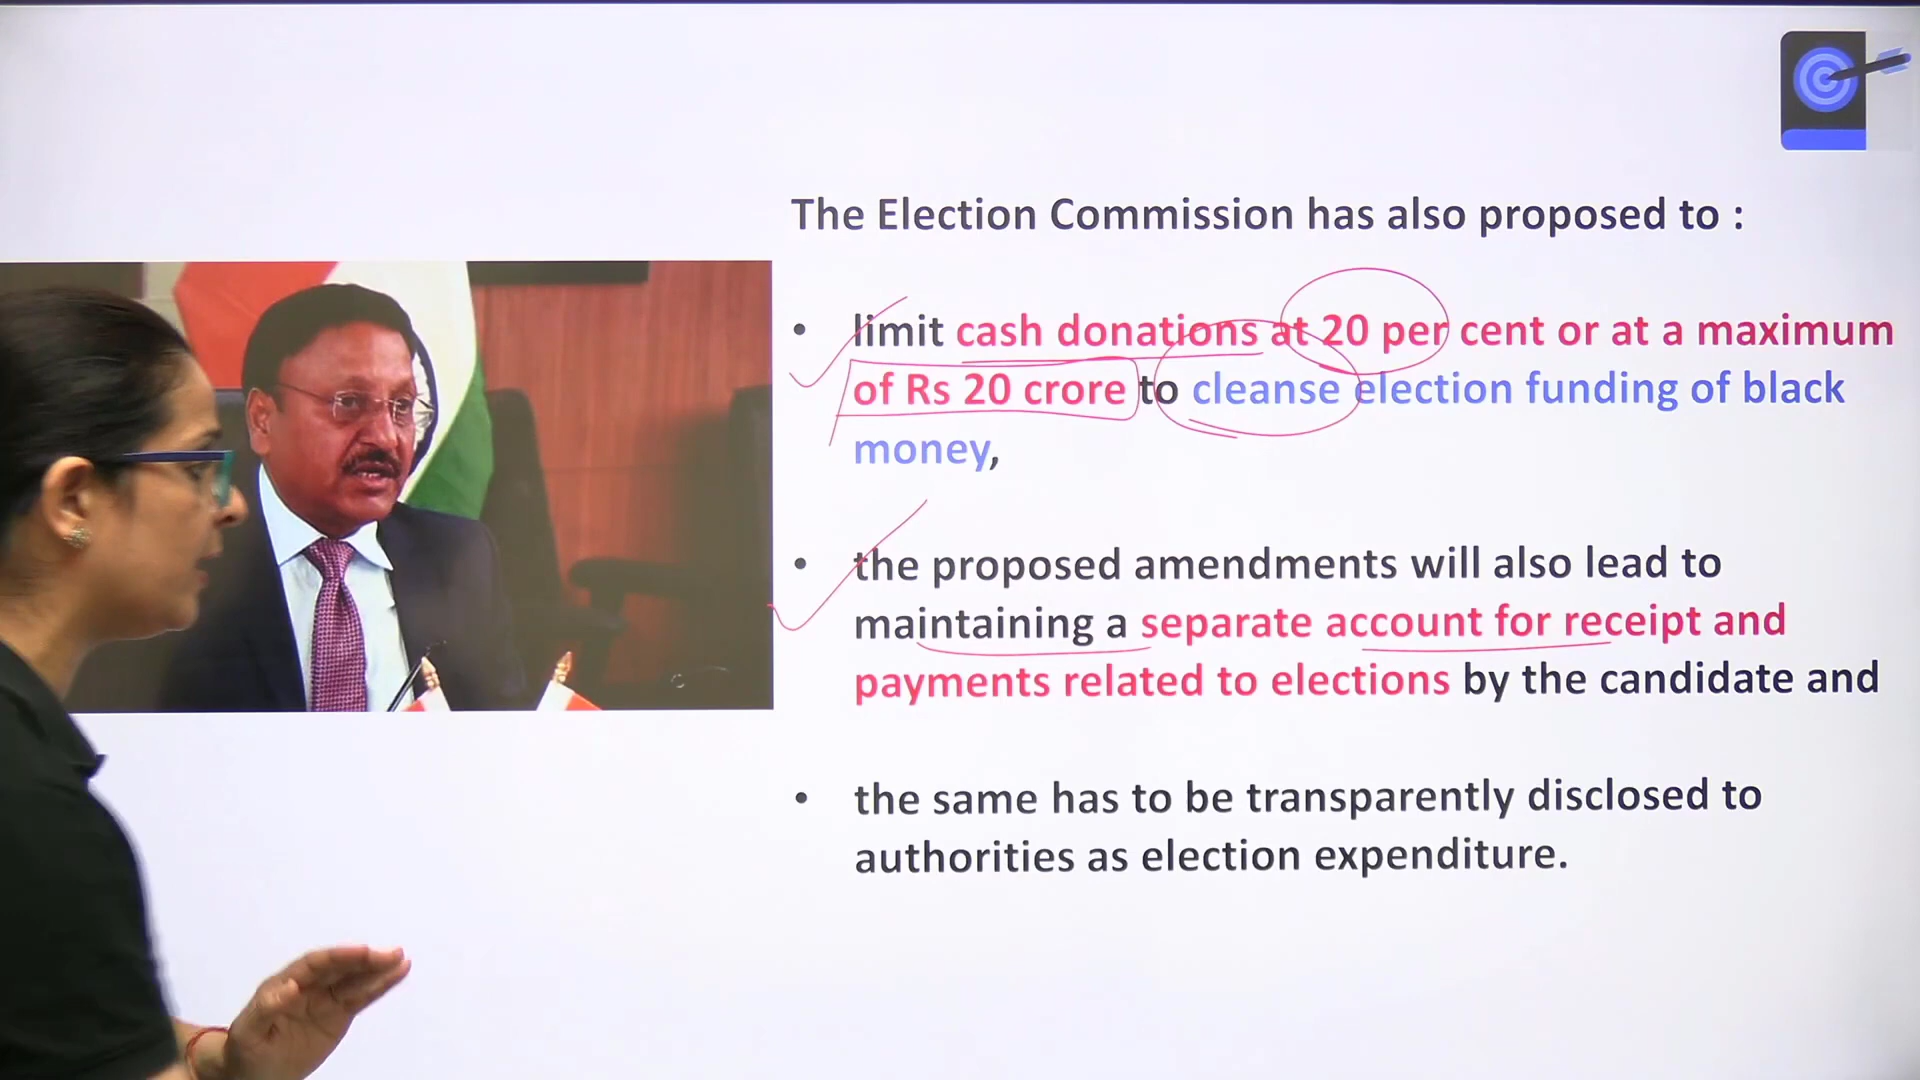 The Election Commission has also proposed to :
• limit cash donations at 20 per cent or at a maximum
of Rs 20 crore to cleanse election funding of black
money,
• the proposed amendments will also lead to
maintaining a separate account for receipt and
payments related to elections by the candidate and
• the same has to be transparently disclosed to
authorities as election expenditure.